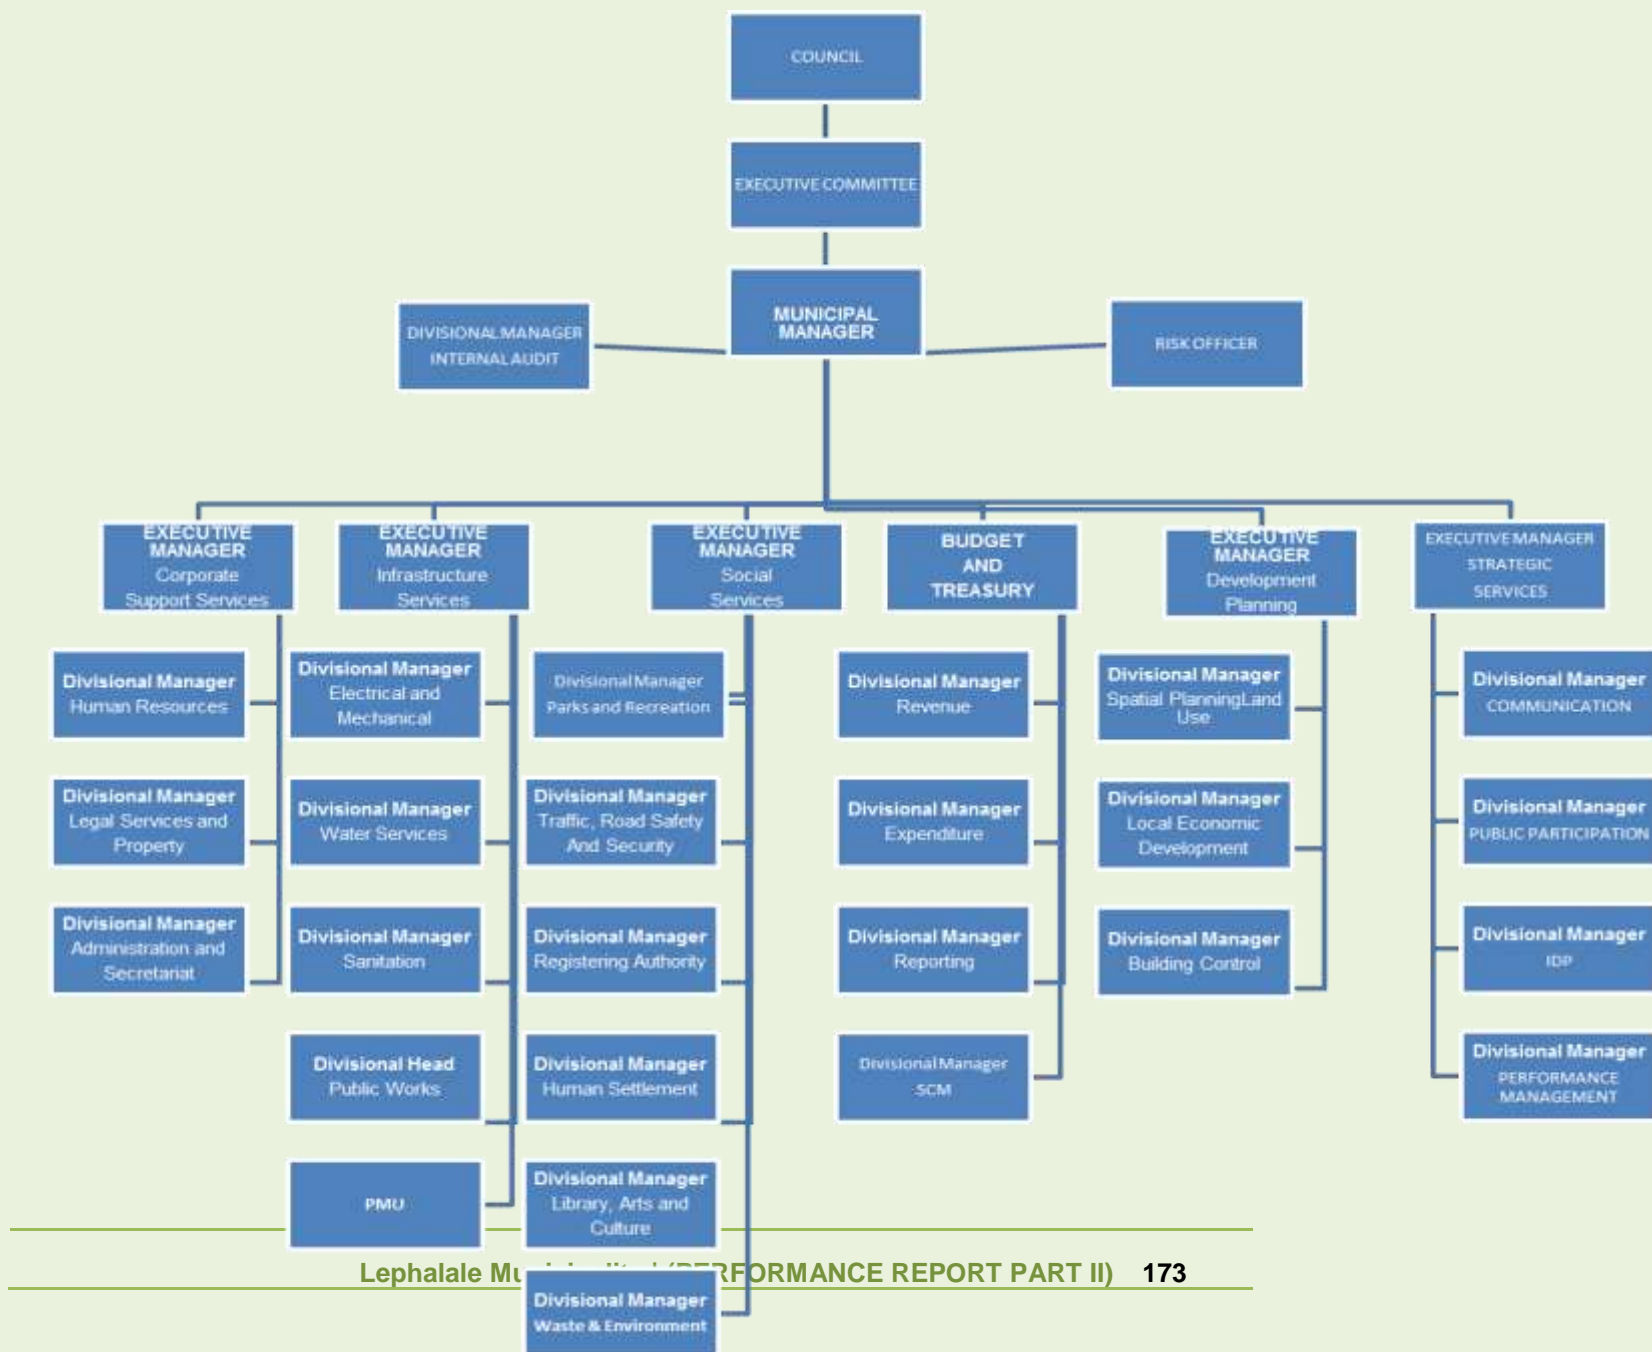 COUNCIL
EXECUTIVE COMMITTEE
MUNICIPAL
MANAGER
DIVISIONAL MANAGER
INTERNAL AUDIT
RISK OFFICER
EXECUTIVE
MANAGER
Corporate
Support Services
EXECUTIVE
MANAGER
Infrastructure
Services
EXECUTIVE
MANAGER
Social
Services
BUDGET
AND
TREASURY
EXECUTIVE
MANAGER
Development
Planning
EXECUTIVE MANAGER
STRATEGIC
SERVICES
Divisional Manager
Human Resources
Divisional Manager
Legal Services and
Property
Divisional Manager
Administration and
Secretariat
Divisional Manager
Electrical and
Mechanical
Divisional Manager
Water Services
Divisional Manager
Sanitation
Divisional Head
Public Works
PMU
Divisional Manager
Parks and Recreation
Divisional Manager
Traffic, Road Safety
And Security
Divisional Manager
Registering Authority
Divisional Manager
Human Settlement
Divisional Manager
Library, Arts and
Culture
Divisional Manager
Waste & Environment
Divisional Manager
Revenue
Divisional Manager
Expenditure
Divisional Manager
Reporting
Divisional Manager
SCM
Divisional Manager
Spatial PlanningLand
Use
Divisional Manager
Local Economic
Development
Divisional Manager
Building Control
Divisional Manager
COMMUNICATION
Divisional Manager
PUBLIC PARTICIPATION
Divisional Manager
IDP
Divisional Manager
PERFORMANCE
MANAGEMENT
Lephalale (PERFORMANCE REPORT PART II) 173